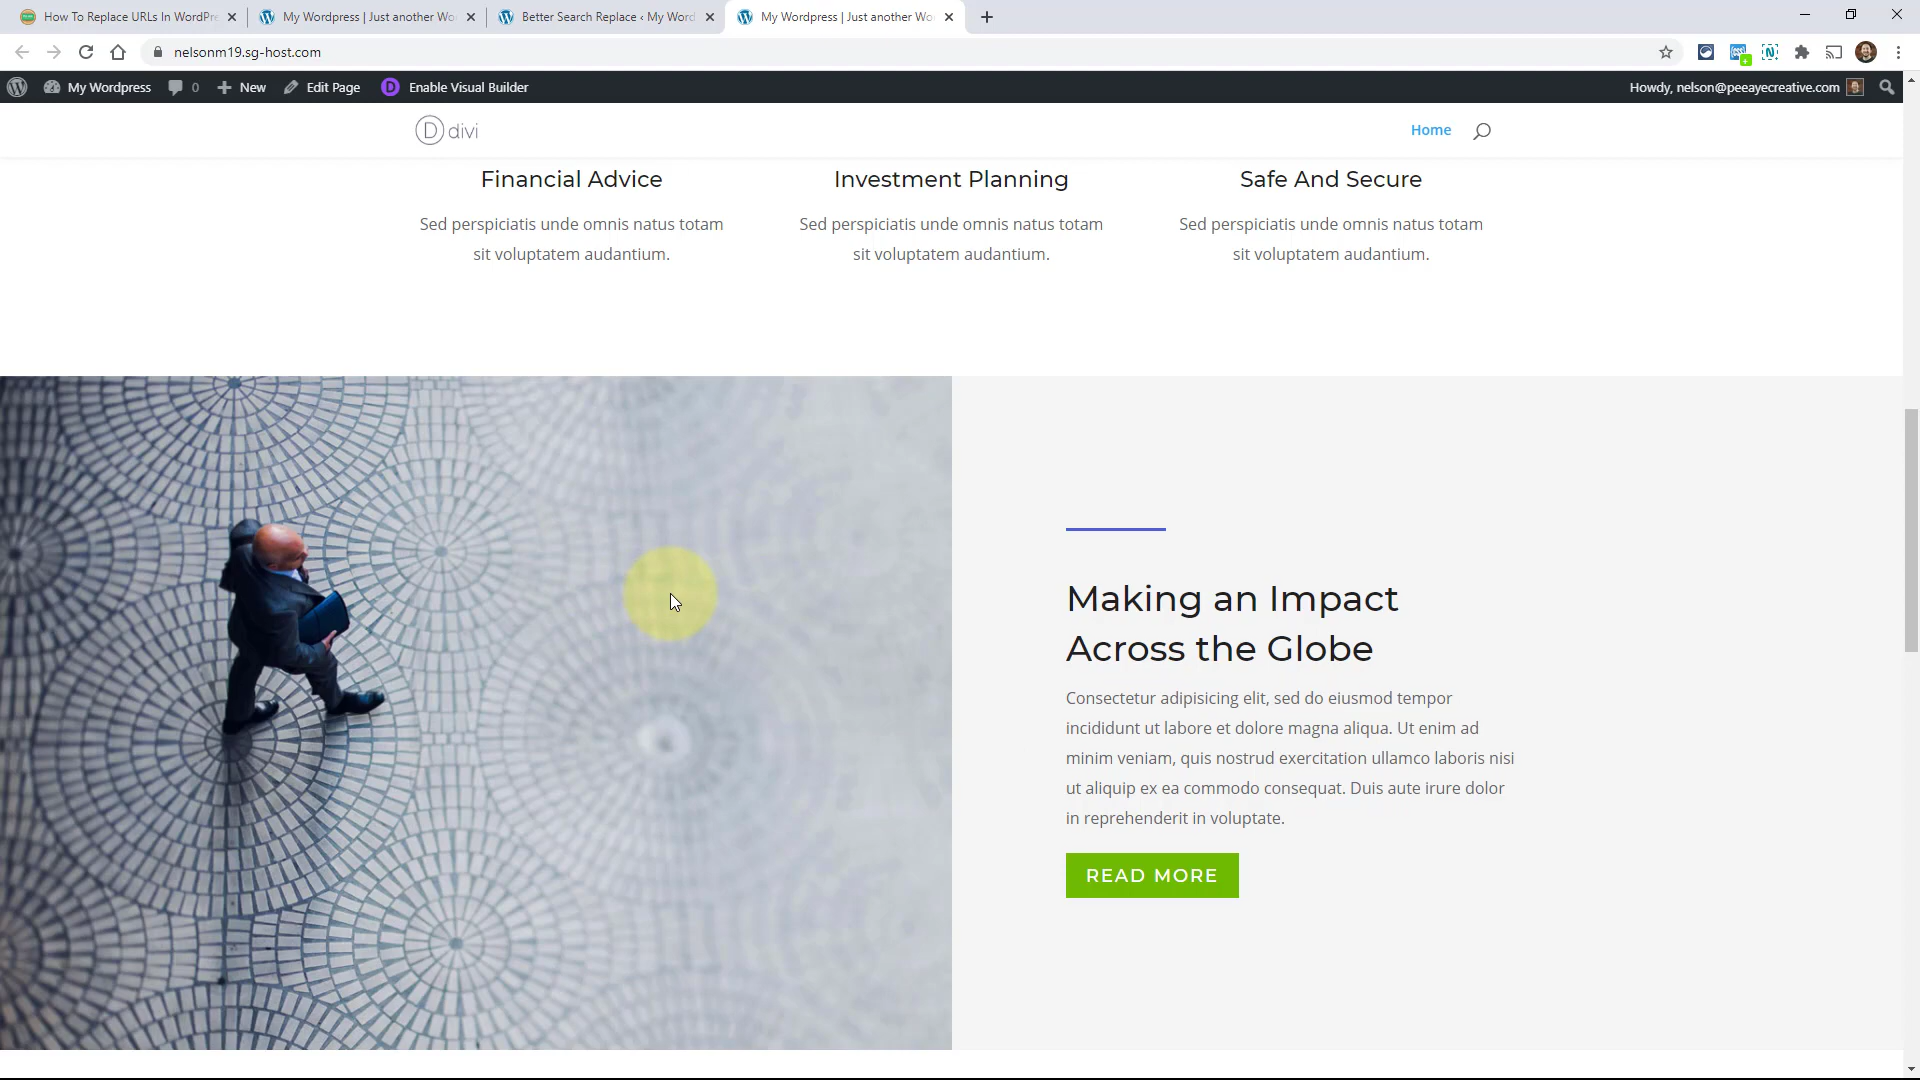 How To Replace URLs In WordPre
My Wordpress | Just another Wo
Better Search Replace ‹ My Word
My Wordpress | Just another Wo
nelsonm19.sg-host.com
My Wordpress 0 New Edit Page D Enable Visual Builder
Howdy, nelson@peeayecreative.com
D divi
Home
Financial Advice
Sed perspiciatis unde omnis natus totam
sit voluptatem audantium.
Investment Planning
Sed perspiciatis unde omnis natus totam
sit voluptatem audantium.
Safe And Secure
Sed perspiciatis unde omnis natus totam
sit voluptatem audantium.
Making an Impact
Across the Globe
Consectetur adipisicing elit, sed do eiusmod tempor
incididunt ut labore et dolore magna aliqua. Ut enim ad
minim veniam, quis nostrud exercitation ullamco laboris nisi
ut aliquip ex ea commodo consequat. Duis aute irure dolor
in reprehenderit in voluptate.
READ MORE